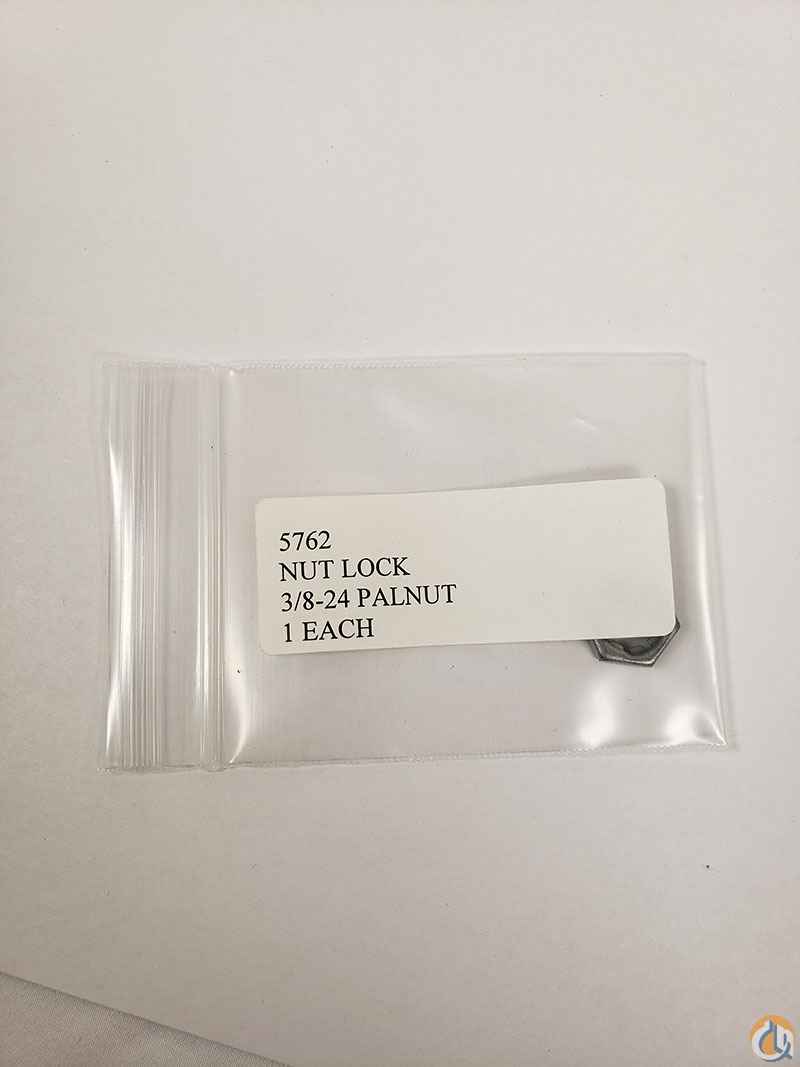 5762
NUT LOCK
3/8-24 PALNUT
1 EACH